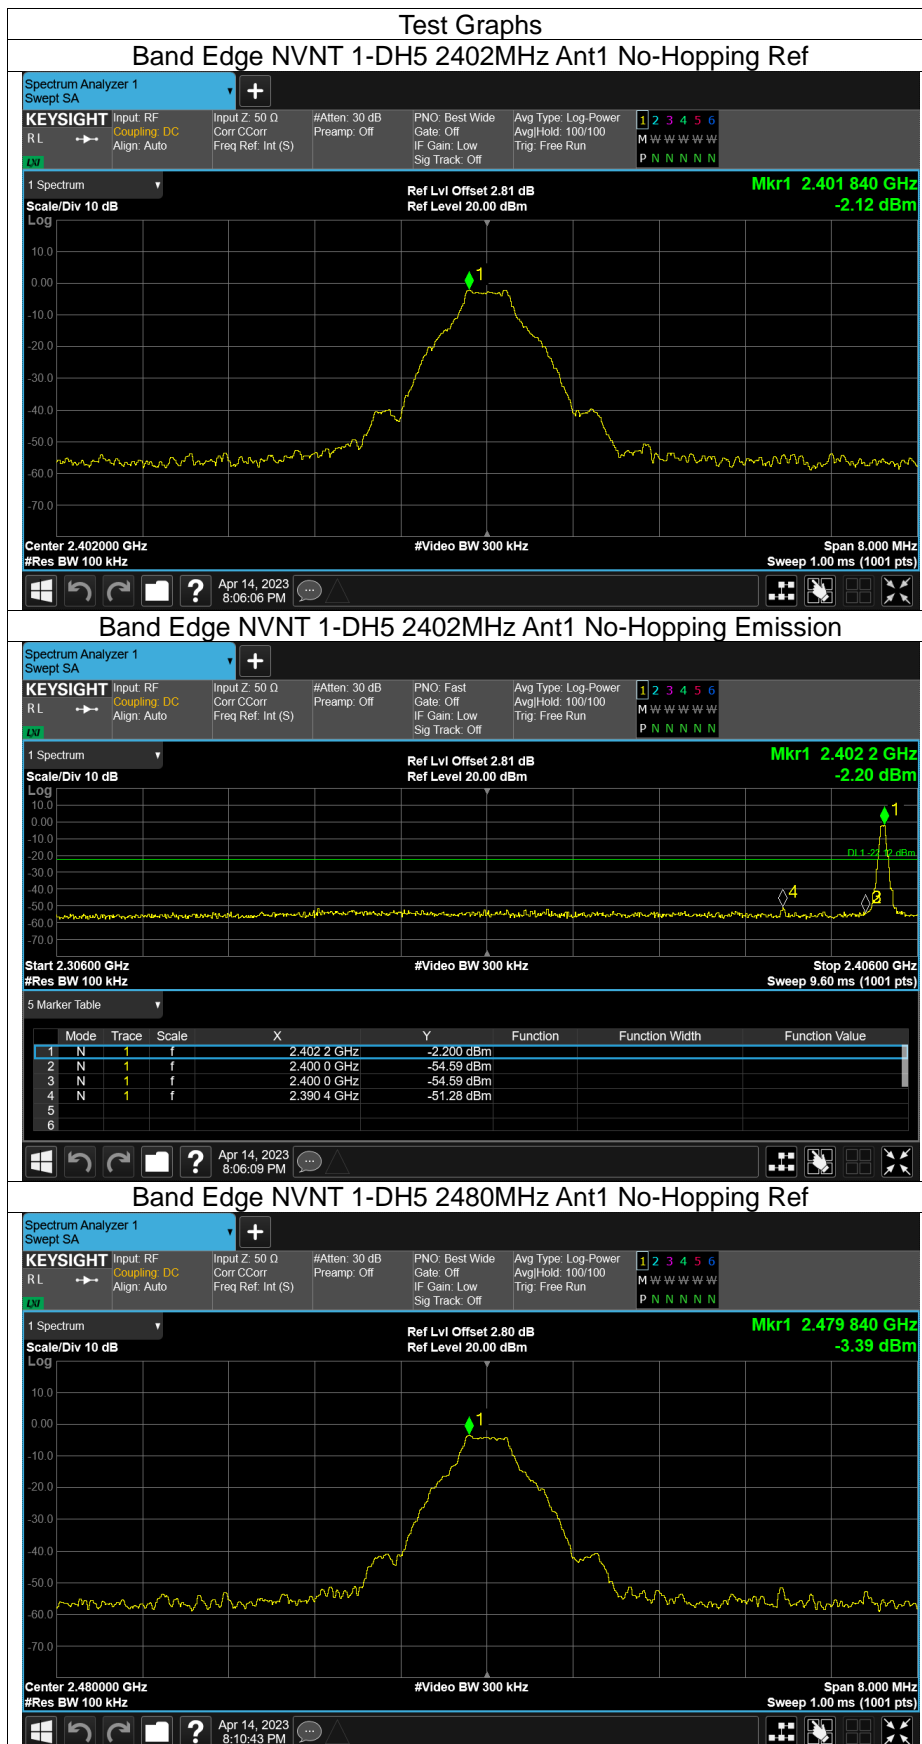 Test Graphs
Band Edge NVNT 1-DH5 2402MHz Ant1 No-Hopping Ref
Spectrum Analyzer 1
Swept SA
+
KEYSIGHT Input: RF Input Z: 50 Ω #Atten: 30 dB PNO: Best Wide Avg Type: Log-Power 1 2 3 4 5 6
R L Coupling: DC Corr CCorr Preamp: Off Gate: Off Avg|Hold: 100/100 M W W W W W
Align: Auto Freq Ref: Int (S) IF Gain: Low Trig: Free Run
LXI Sig Track: Off P N N N N N
1 Spectrum Ref Lvl Offset 2.81 dB Mkr1 2.401 840 GHz
Scale/Div 10 dB Ref Level 20.00 dBm -2.12 dBm
Log
10.0
1
0.00
-10.0
-20.0
-30.0
-40.0
-50.0
-60.0
-70.0
Center 2.402000 GHz #Video BW 300 kHz Span 8.000 MHz
#Res BW 100 kHz Sweep 1.00 ms (1001 pts)
? Apr 14, 2023
8:06:06 PM
Band Edge NVNT 1-DH5 2402MHz Ant1 No-Hopping Emission
Spectrum Analyzer 1
Swept SA
+
KEYSIGHT Input: RF Input Z: 50 Ω #Atten: 30 dB PNO: Fast Avg Type: Log-Power 1 2 3 4 5 6
R L Coupling: DC Corr CCorr Preamp: Off Gate: Off Avg|Hold: 100/100 M W W W W W
Align: Auto Freq Ref: Int (S) IF Gain: Low Trig: Free Run
LXI Sig Track: Off P N N N N N
1 Spectrum Ref Lvl Offset 2.81 dB Mkr1 2.402 2 GHz
Scale/Div 10 dB Ref Level 20.00 dBm -2.20 dBm
Log
10.0 1
0.00
-10.0
-20.0 DL1 -22.12 dBm
-30.0
-40.0 4
-50.0
-60.0
-70.0
Start 2.30600 GHz #Video BW 300 kHz Stop 2.40600 GHz
#Res BW 100 kHz Sweep 9.60 ms (1001 pts)
5 Marker Table
Mode Trace Scale X Y Function Function Width Function Value
1 N 1 f 2.402 2 GHz -2.200 dBm
2 N 1 f 2.400 0 GHz -54.59 dBm
3 N 1 f 2.400 0 GHz -54.59 dBm
4 N 1 f 2.390 4 GHz -51.28 dBm
5
6
? Apr 14, 2023
8:06:09 PM
Band Edge NVNT 1-DH5 2480MHz Ant1 No-Hopping Ref
Spectrum Analyzer 1
Swept SA
+
KEYSIGHT Input: RF Input Z: 50 Ω #Atten: 30 dB PNO: Best Wide Avg Type: Log-Power 1 2 3 4 5 6
R L Coupling: DC Corr CCorr Preamp: Off Gate: Off Avg|Hold: 100/100 M W W W W W
Align: Auto Freq Ref: Int (S) IF Gain: Low Trig: Free Run
LXI Sig Track: Off P N N N N N
1 Spectrum Ref Lvl Offset 2.80 dB Mkr1 2.479 840 GHz
Scale/Div 10 dB Ref Level 20.00 dBm -3.39 dBm
Log
10.0
0.00 1
-10.0
-20.0
-30.0
-40.0
-50.0
-60.0
-70.0
Center 2.480000 GHz #Video BW 300 kHz Span 8.000 MHz
#Res BW 100 kHz Sweep 1.00 ms (1001 pts)
? Apr 14, 2023
8:10:43 PM